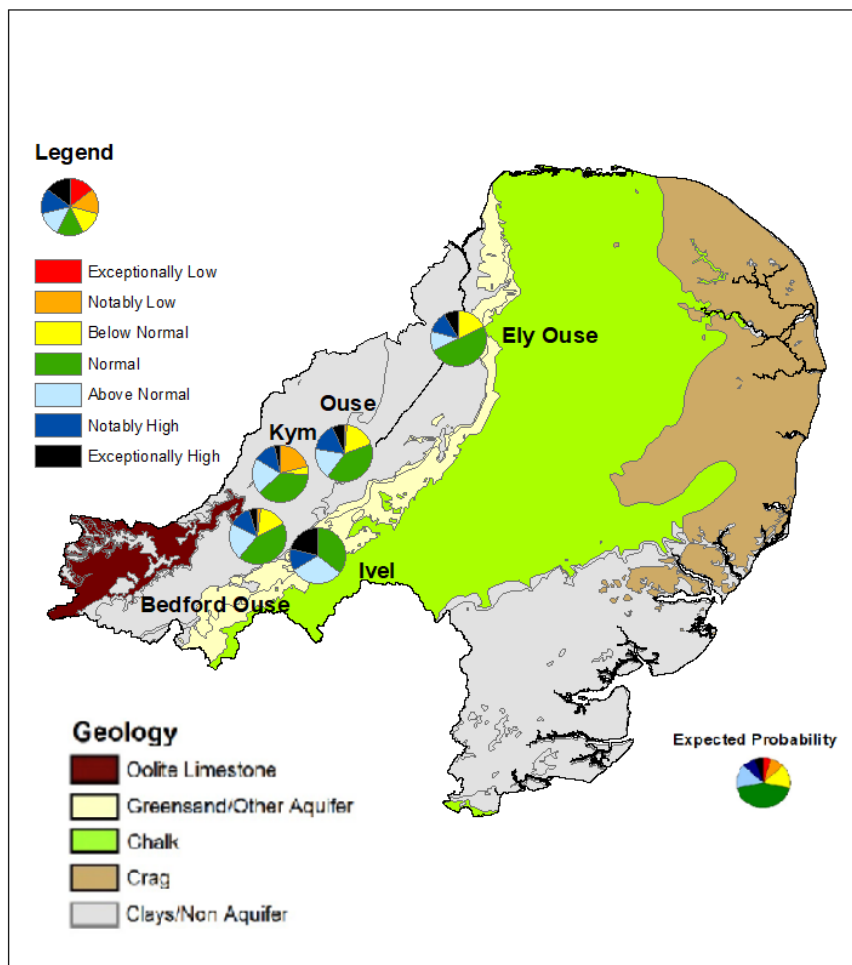 Legend
Exceptionally Low
Notably Low
Below Normal
Normal
Above Normal
Notably High
Exceptionally High
Ely Ouse
Ouse
Kym
Ivel
Bedford Ouse
Geology
Oolite Limestone
Greensand/Other Aquifer
Chalk
Crag
Clays/Non Aquifer
Expected Probability